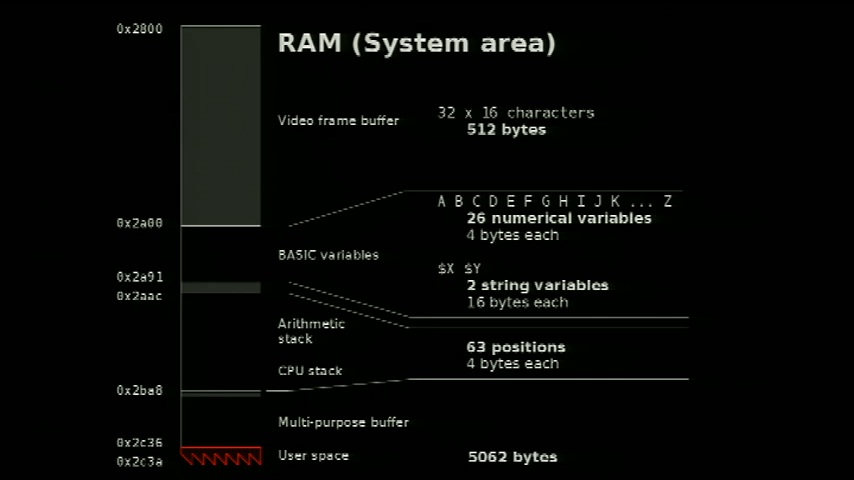 0x2800
RAM (System area)
Video frame buffer
32 x 16 characters
512 bytes
0x2a00
A B C D E F G H I J K ... Z
26 numerical variables
4 bytes each
BASIC variables
$X $Y
2 string variables
16 bytes each
0x2a91
0x2aac
Arithmetic
stack
63 positions
4 bytes each
CPU stack
0x2ba8
Multi-purpose buffer
0x2c36
User space
5062 bytes
0x2c3a